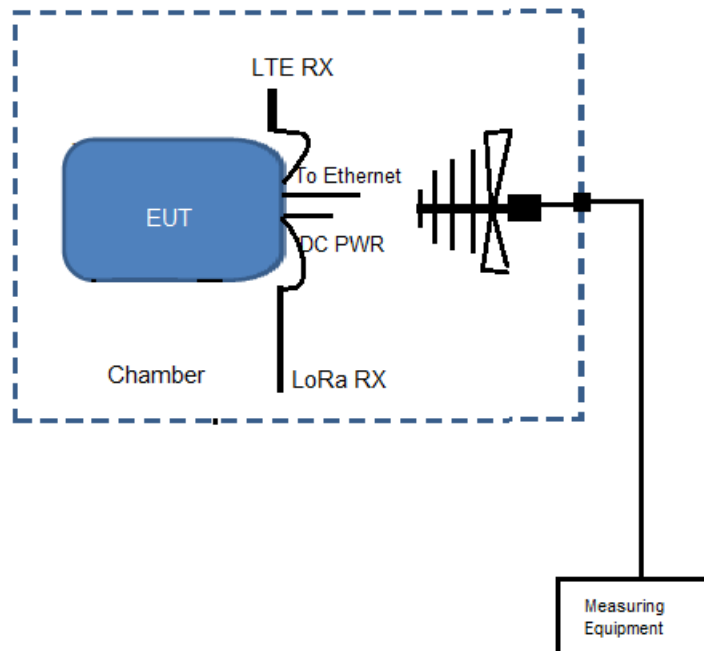 LTE RX
To Ethernet
EUT
DC PWR
Chamber
LoRa RX
Measuring
Equipment